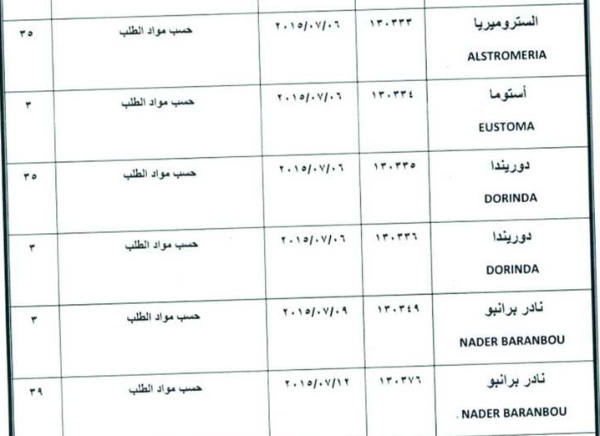 الستروميريا ١٣٠٣٣٣ ٢٠١٥/٠٧/٠٦ حسب مواد الطلب ٣٥
ALSTROMERIA
أستوما ١٣٠٣٣٤ ٢٠١٥/٠٧/٠٦ حسب مواد الطلب ٣
EUSTOMA
دوريندا ١٣٠٣٣٥ ٢٠١٥/٠٧/٠٦ حسب مواد الطلب ٣٥
DORINDA
دوريندا ١٣٠٣٣٦ ٢٠١٥/٠٧/٠٦ حسب مواد الطلب ٣
DORINDA
نادر برانبو ١٣٠٣٤٩ ٢٠١٥/٠٧/٠٩ حسب مواد الطلب ٣
NADER BARANBOU
نادر برانبو ١٣٠٣٧٦ ٢٠١٥/٠٧/١٢ حسب مواد الطلب ٣٩
NADER BARANBOU